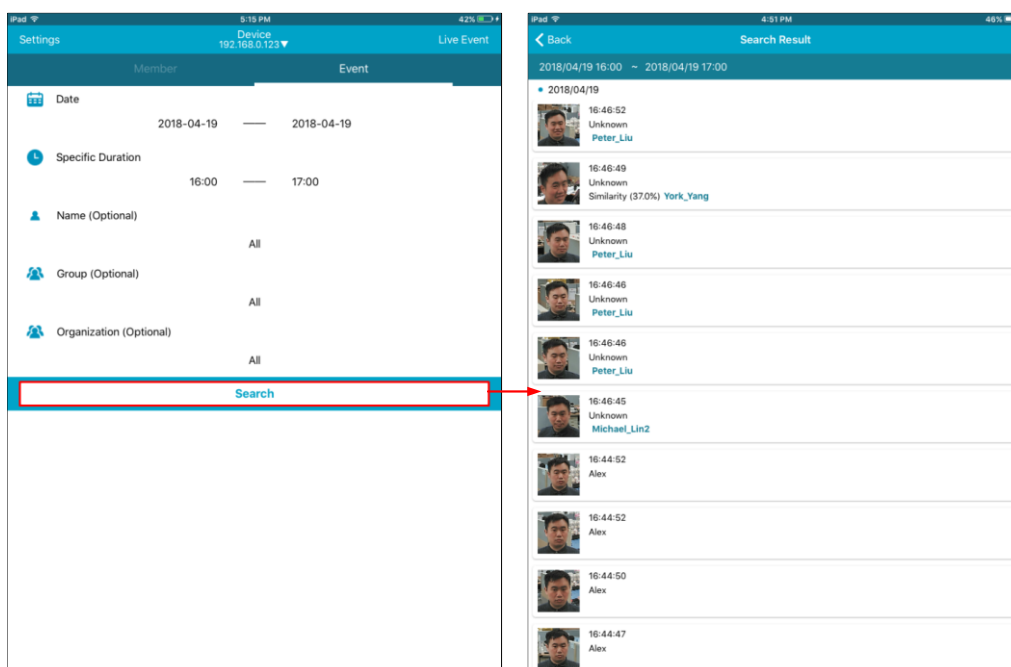 iPad
5:15 PM
42%
Settings
Device
192.168.0.123▼
Live Event
Member
Event
Date
2018-04-19 —— 2018-04-19
Specific Duration
16:00 —— 17:00
Name (Optional)
All
Group (Optional)
All
Organization (Optional)
All
Search
iPad
4:51 PM
46%
Back
Search Result
2018/04/19 16:00 ~ 2018/04/19 17:00
2018/04/19
16:46:52
Unknown
Peter_Liu
16:46:49
Unknown
Similarity (37.0%) York_Yang
16:46:48
Unknown
Peter_Liu
16:46:46
Unknown
Peter_Liu
16:46:46
Unknown
Peter_Liu
16:46:45
Unknown
Michael_Lin2
16:44:52
Alex
16:44:52
Alex
16:44:50
Alex
16:44:47
Alex